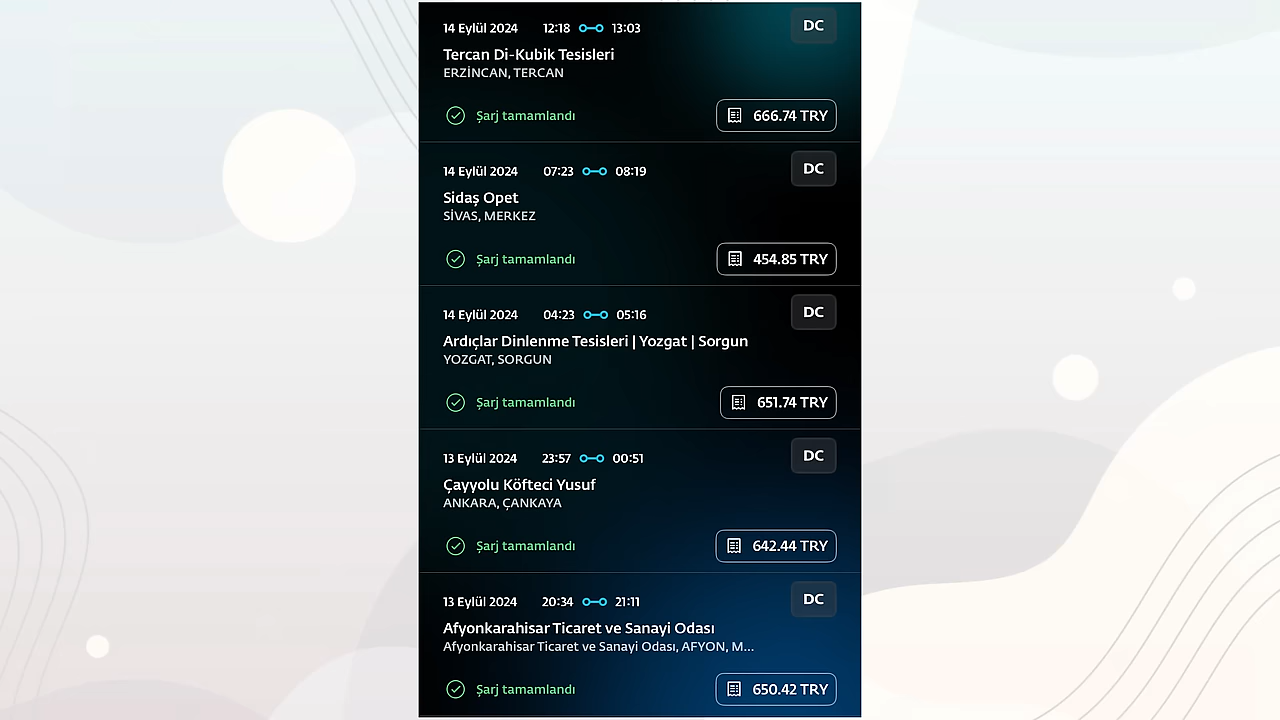 14 Eylül 2024 12:18 13:03 DC
Tercan Di-Kubik Tesisleri
ERZİNCAN, TERCAN
Şarj tamamlandı 666.74 TRY
14 Eylül 2024 07:23 08:19 DC
Sidaş Opet
SİVAS, MERKEZ
Şarj tamamlandı 454.85 TRY
14 Eylül 2024 04:23 05:16 DC
Ardıçlar Dinlenme Tesisleri | Yozgat | Sorgun
YOZGAT, SORGUN
Şarj tamamlandı 651.74 TRY
13 Eylül 2024 23:57 00:51 DC
Çayyolu Köfteci Yusuf
ANKARA, ÇANKAYA
Şarj tamamlandı 642.44 TRY
13 Eylül 2024 20:34 21:11 DC
Afyonkarahisar Ticaret ve Sanayi Odası
Afyonkarahisar Ticaret ve Sanayi Odası, AFYON, M...
Şarj tamamlandı 650.42 TRY